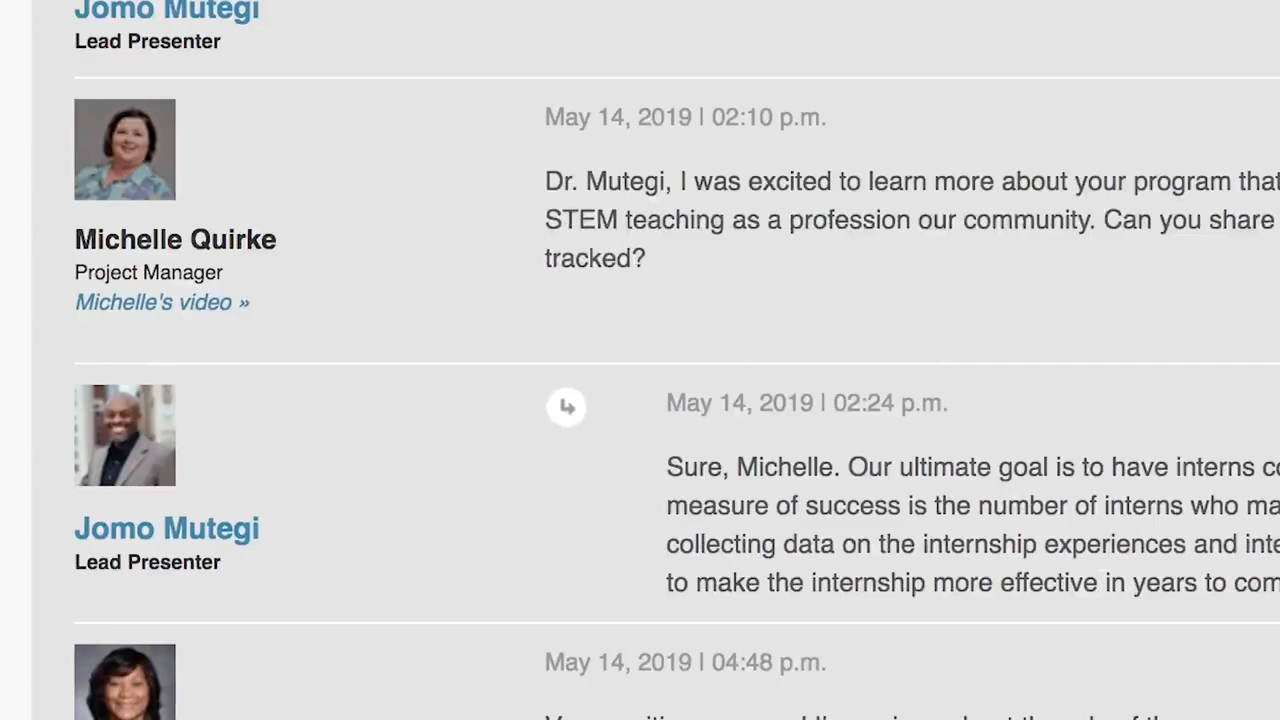 Jomo Mutegi
Lead Presenter
May 14, 2019 | 02:10 p.m.
Dr. Mutegi, I was excited to learn more about your program that
STEM teaching as a profession our community. Can you share
tracked?
Michelle Quirke
Project Manager
Michelle's video »
May 14, 2019 | 02:24 p.m.
Sure, Michelle. Our ultimate goal is to have interns
measure of success is the number of interns who
collecting data on the internship experiences and
to make the internship more effective in years to
Jomo Mutegi
Lead Presenter
May 14, 2019 | 04:48 p.m.